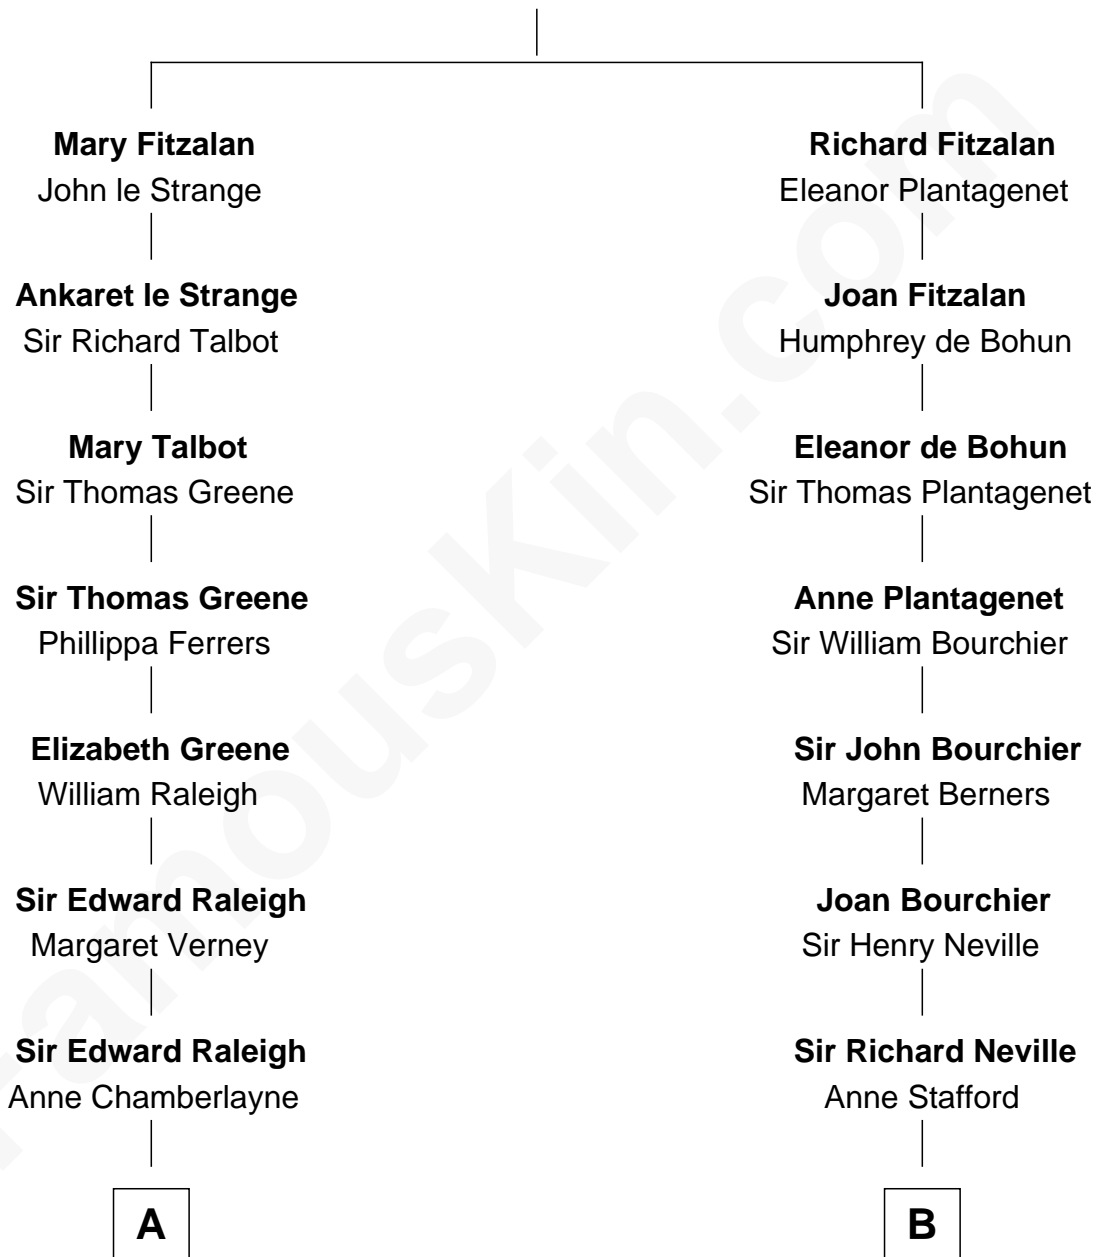 Mary Fitzalan
John le Strange
Ankaret le Strange
Sir Richard Talbot
Mary Talbot
Sir Thomas Greene
Sir Thomas Greene
Phillippa Ferrers
Elizabeth Greene
William Raleigh
Sir Edward Raleigh
Margaret Verney
Sir Edward Raleigh
Anne Chamberlayne
A
Richard Fitzalan
Eleanor Plantagenet
Joan Fitzalan
Humphrey de Bohun
Eleanor de Bohun
Sir Thomas Plantagenet
Anne Plantagenet
Sir William Bourchier
Sir John Bourchier
Margaret Berners
Joan Bourchier
Sir Henry Neville
Sir Richard Neville
Anne Stafford
B
FamousKin.com